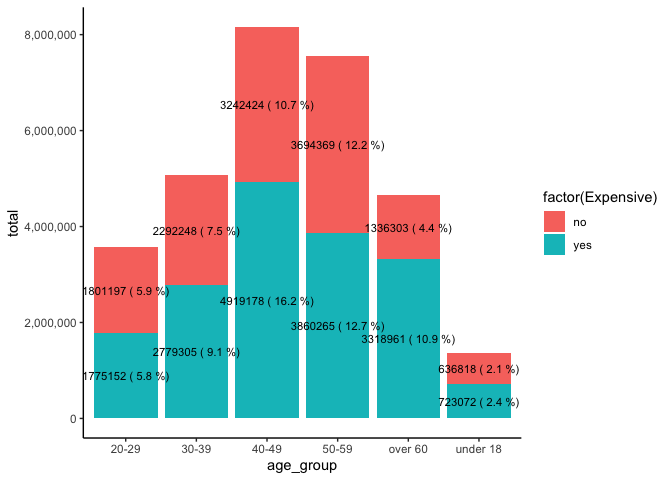 8,000,000
6,000,000
4,000,000
2,000,000
0
total
3242424 ( 10.7 %)
3694369 ( 12.2 %)
2292248 ( 7.5 %)
1336303 ( 4.4 %)
1801197 ( 5.9 %)
4919178 ( 16.2 %)
3860265 ( 12.7 %)
3318961 ( 10.9 %)
2779305 ( 9.1 %)
1775152 ( 5.8 %)
636818 ( 2.1 %)
723072 ( 2.4 %)
20-29 30-39 40-49 50-59 over 60 under 18
age_group
factor(Expensive)
no
yes